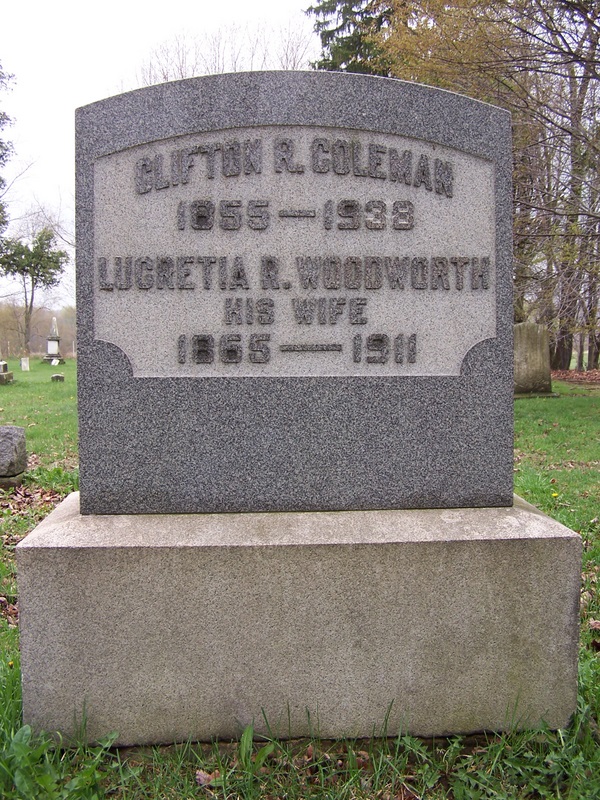 CLIFTON R. COLEMAN
1855—1938
LUCRETIA R. WOODWORTH
HIS WIFE
1865—1911